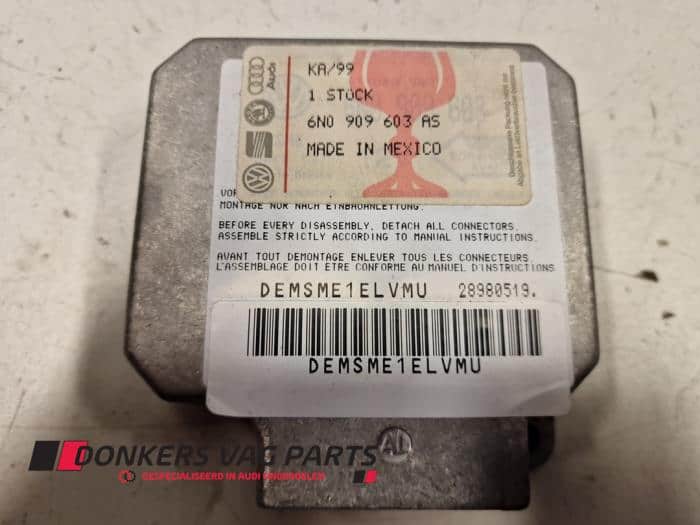 KA/99
1 STÜCK
6N0 909 603 AS
MADE IN MEXICO
Audi
MONTAGE NUR NACH EINBAUANLEITUNG.
BEFORE EVERY DISASSEMBLY, DETACH ALL CONNECTORS.
ASSEMBLE STRICTLY ACCORDING TO MANUAL INSTRUCTIONS.
AVANT TOUT DEMONTAGE ENLEVER TOUS LES CONNECTEURS.
L'ASSEMBLAGE DOIT ÊTRE CONFORME AU MANUEL D'INSTRUCTIONS
DEMSME1ELVMU 28980519.
DEMSME1ELVMU
AL
DONKERS VAG PARTS
GESPECIALISEERD IN AUDI ONDERDELEN